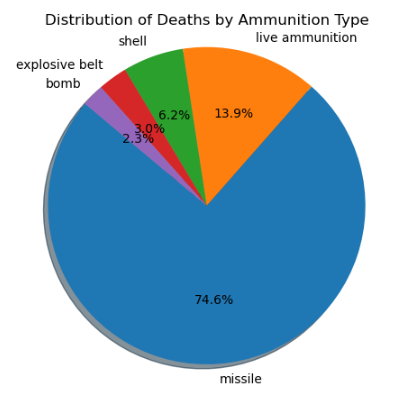 Distribution of Deaths by Ammunition Type
live ammunition
shell
explosive belt
bomb
13.9%
6.2%
3.0%
2.3%
74.6%
missile